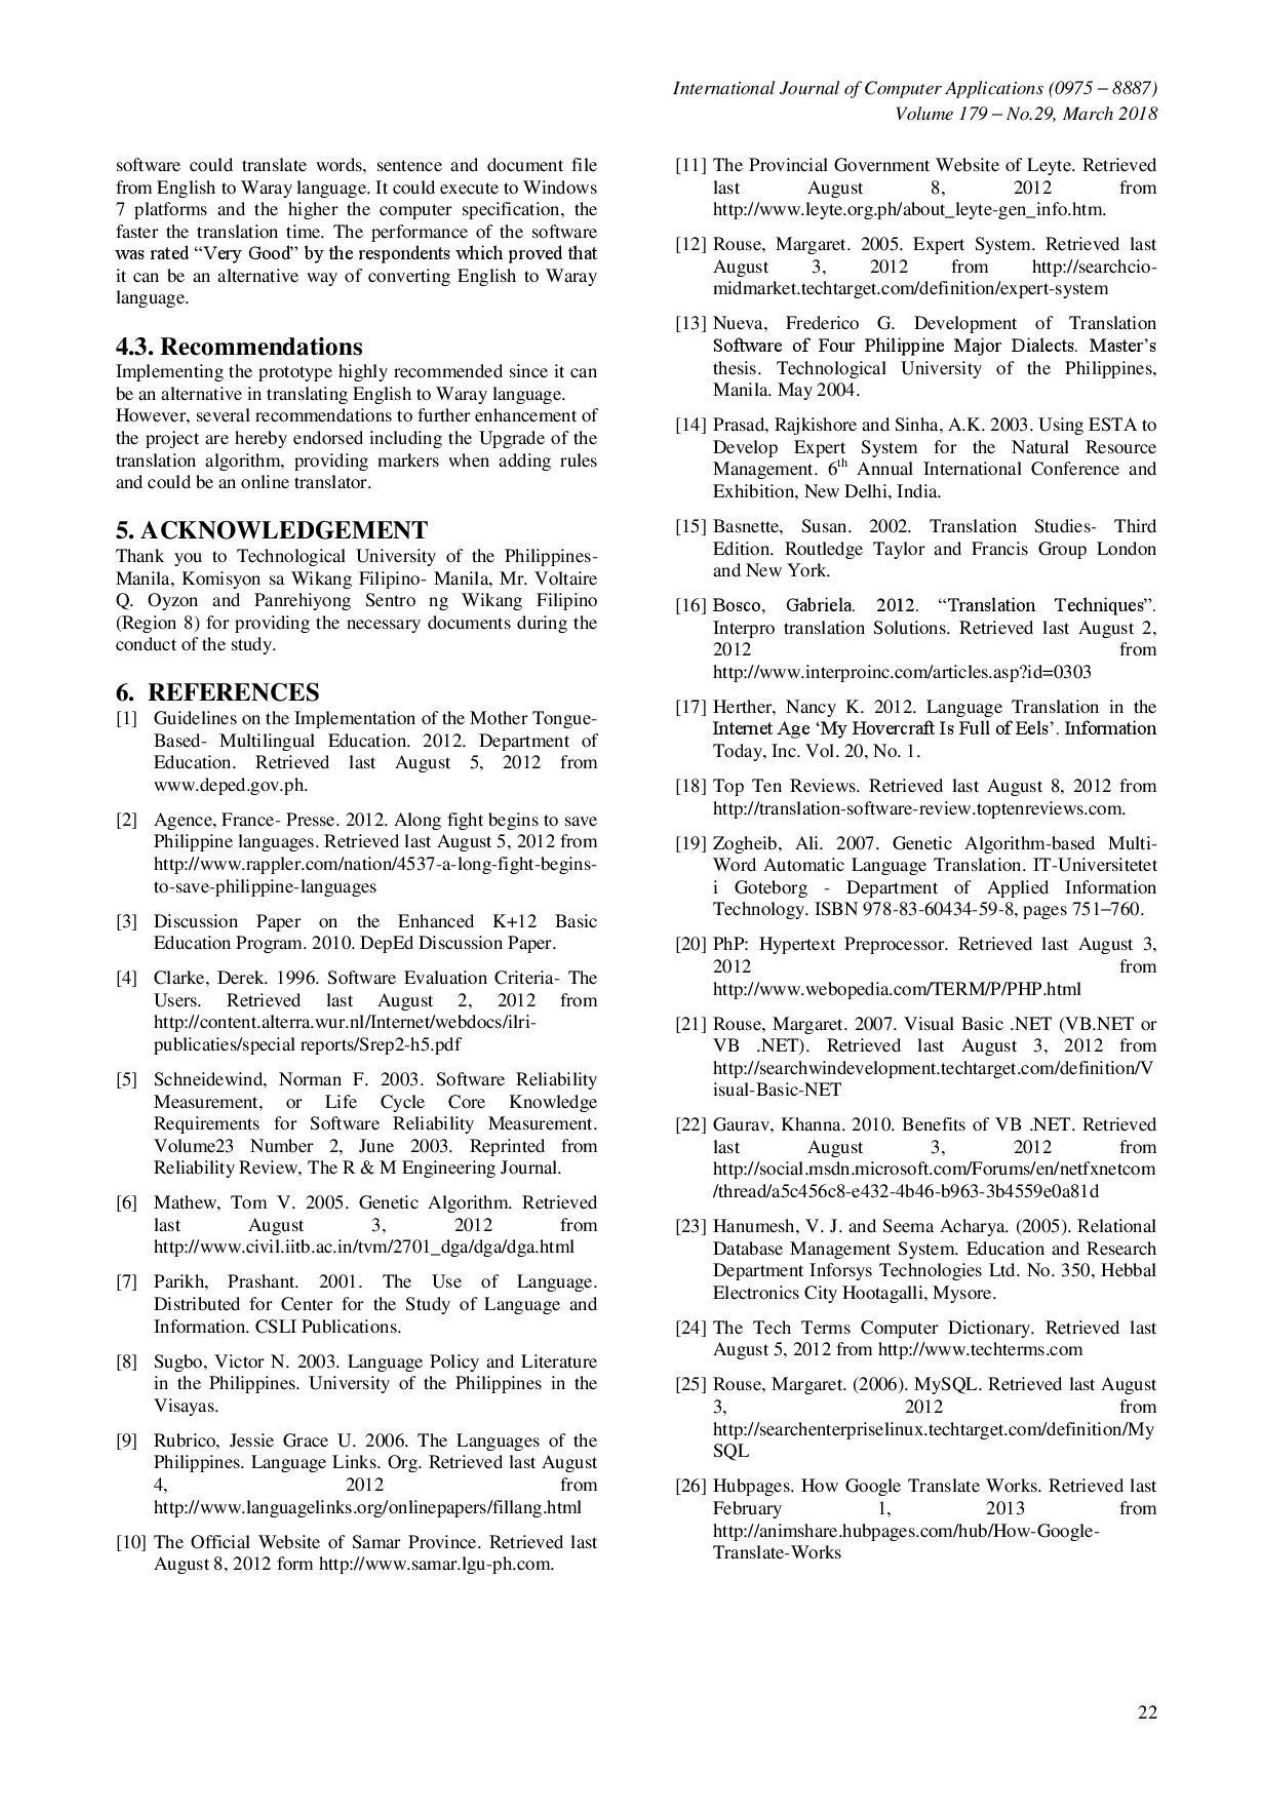 International Journal of Computer Applications (0975 – 8887)
Volume 179 – No.29, March 2018
software could translate words, sentence and document file
from English to Waray language. It could execute to Windows
7 platforms and the higher the computer specification, the
faster the translation time. The performance of the software
was rated “Very Good” by the respondents which proved that
it can be an alternative way of converting English to Waray
language.
4.3. Recommendations
Implementing the prototype highly recommended since it can
be an alternative in translating English to Waray language.
However, several recommendations to further enhancement of
the project are hereby endorsed including the Upgrade of the
translation algorithm, providing markers when adding rules
and could be an online translator.
5. ACKNOWLEDGEMENT
Thank you to Technological University of the Philippines-
Manila, Komisyon sa Wikang Filipino- Manila, Mr. Voltaire
Q. Oyzon and Panrehiyong Sentro ng Wikang Filipino
(Region 8) for providing the necessary documents during the
conduct of the study.
6. REFERENCES
[1] Guidelines on the Implementation of the Mother Tongue-
Based- Multilingual Education. 2012. Department of
Education. Retrieved last August 5, 2012 from
www.deped.gov.ph.
[2] Agence, France- Presse. 2012. Along fight begins to save
Philippine languages. Retrieved last August 5, 2012 from
http://www.rappler.com/nation/4537-a-long-fight-begins-
to-save-philippine-languages
[3] Discussion Paper on the Enhanced K+12 Basic
Education Program. 2010. DepEd Discussion Paper.
[4] Clarke, Derek. 1996. Software Evaluation Criteria- The
Users. Retrieved last August 2, 2012 from
http://content.alterra.wur.nl/Internet/webdocs/ilri-
publicaties/special reports/Srep2-h5.pdf
[5] Schneidewind, Norman F. 2003. Software Reliability
Measurement, or Life Cycle Core Knowledge
Requirements for Software Reliability Measurement.
Volume23 Number 2, June 2003. Reprinted from
Reliability Review, The R & M Engineering Journal.
[6] Mathew, Tom V. 2005. Genetic Algorithm. Retrieved
last August 3, 2012 from
http://www.civil.iitb.ac.in/tvm/2701_dga/dga/dga.html
[7] Parikh, Prashant. 2001. The Use of Language.
Distributed for Center for the Study of Language and
Information. CSLI Publications.
[8] Sugbo, Victor N. 2003. Language Policy and Literature
in the Philippines. University of the Philippines in the
Visayas.
[9] Rubrico, Jessie Grace U. 2006. The Languages of the
Philippines. Language Links. Org. Retrieved last August
4, 2012 from
http://www.languagelinks.org/onlinepapers/fillang.html
[10] The Official Website of Samar Province. Retrieved last
August 8, 2012 form http://www.samar.lgu-ph.com.
[11] The Provincial Government Website of Leyte. Retrieved
last August 8, 2012 from
http://www.leyte.org.ph/about_leyte-gen_info.htm.
[12] Rouse, Margaret. 2005. Expert System. Retrieved last
August 3, 2012 from http://searchcio-
midmarket.techtarget.com/definition/expert-system
[13] Nueva, Frederico G. Development of Translation
Software of Four Philippine Major Dialects. Master’s
thesis. Technological University of the Philippines,
Manila. May 2004.
[14] Prasad, Rajkishore and Sinha, A.K. 2003. Using ESTA to
Develop Expert System for the Natural Resource
Management. 6th Annual International Conference and
Exhibition, New Delhi, India.
[15] Basnette, Susan. 2002. Translation Studies- Third
Edition. Routledge Taylor and Francis Group London
and New York.
[16] Bosco, Gabriela. 2012. “Translation Techniques”.
Interpro translation Solutions. Retrieved last August 2,
2012 from
http://www.interproinc.com/articles.asp?id=0303
[17] Herther, Nancy K. 2012. Language Translation in the
Internet Age ‘My Hovercraft Is Full of Eels’. Information
Today, Inc. Vol. 20, No. 1.
[18] Top Ten Reviews. Retrieved last August 8, 2012 from
http://translation-software-review.toptenreviews.com.
[19] Zogheib, Ali. 2007. Genetic Algorithm-based Multi-
Word Automatic Language Translation. IT-Universitetet
i Goteborg - Department of Applied Information
Technology. ISBN 978-83-60434-59-8, pages 751–760.
[20] PhP: Hypertext Preprocessor. Retrieved last August 3,
2012 from
http://www.webopedia.com/TERM/P/PHP.html
[21] Rouse, Margaret. 2007. Visual Basic .NET (VB.NET or
VB .NET). Retrieved last August 3, 2012 from
http://searchwindevelopment.techtarget.com/definition/V
isual-Basic-NET
[22] Gaurav, Khanna. 2010. Benefits of VB .NET. Retrieved
last August 3, 2012 from
http://social.msdn.microsoft.com/Forums/en/netfxnetcom
/thread/a5c456c8-e432-4b46-b963-3b4559e0a81d
[23] Hanumesh, V. J. and Seema Acharya. (2005). Relational
Database Management System. Education and Research
Department Inforsys Technologies Ltd. No. 350, Hebbal
Electronics City Hootagalli, Mysore.
[24] The Tech Terms Computer Dictionary. Retrieved last
August 5, 2012 from http://www.techterms.com
[25] Rouse, Margaret. (2006). MySQL. Retrieved last August
3, 2012 from
http://searchenterpriselinux.techtarget.com/definition/My
SQL
[26] Hubpages. How Google Translate Works. Retrieved last
February 1, 2013 from
http://animshare.hubpages.com/hub/How-Google-
Translate-Works
22